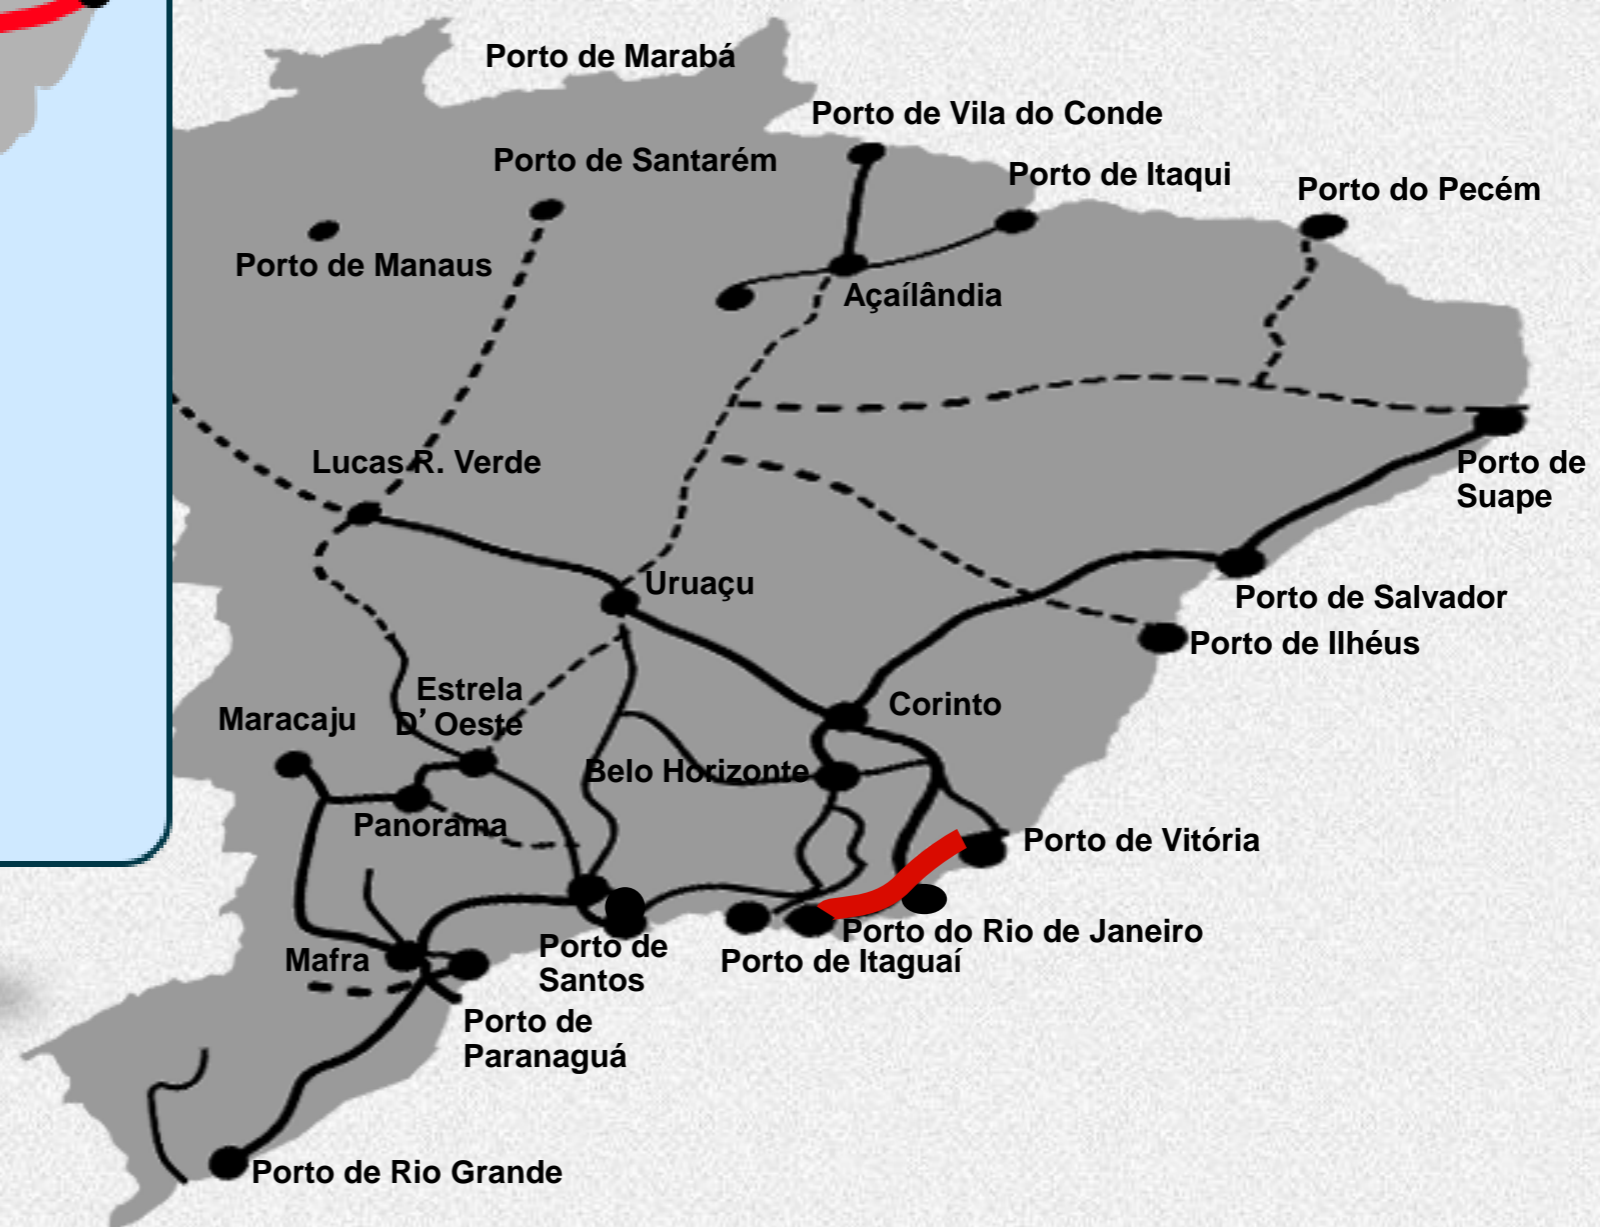 Porto de Marabá
Porto de Vila do Conde
Porto de Santarém
Porto de Itaqui
Porto do Pecém
Porto de Manaus
Açaílândia
Lucas R. Verde
Porto de
Suape
Uruaçu
Porto de Salvador
Porto de Ilhéus
Estrela
D’ Oeste
Maracaju
Corinto
Belo Horizonte
Panorama
Porto de Vitória
Porto do Rio de Janeiro
Porto de Itaguaí
Porto de
Santos
Mafra
Porto de
Paranaguá
Porto de Rio Grande